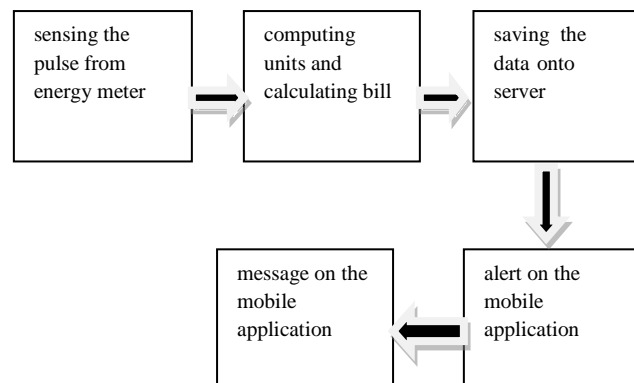 sensing the
pulse from
energy meter
computing
units and
calculating bill
saving the
data onto
server
alert on the
mobile
application
message on the
mobile
application